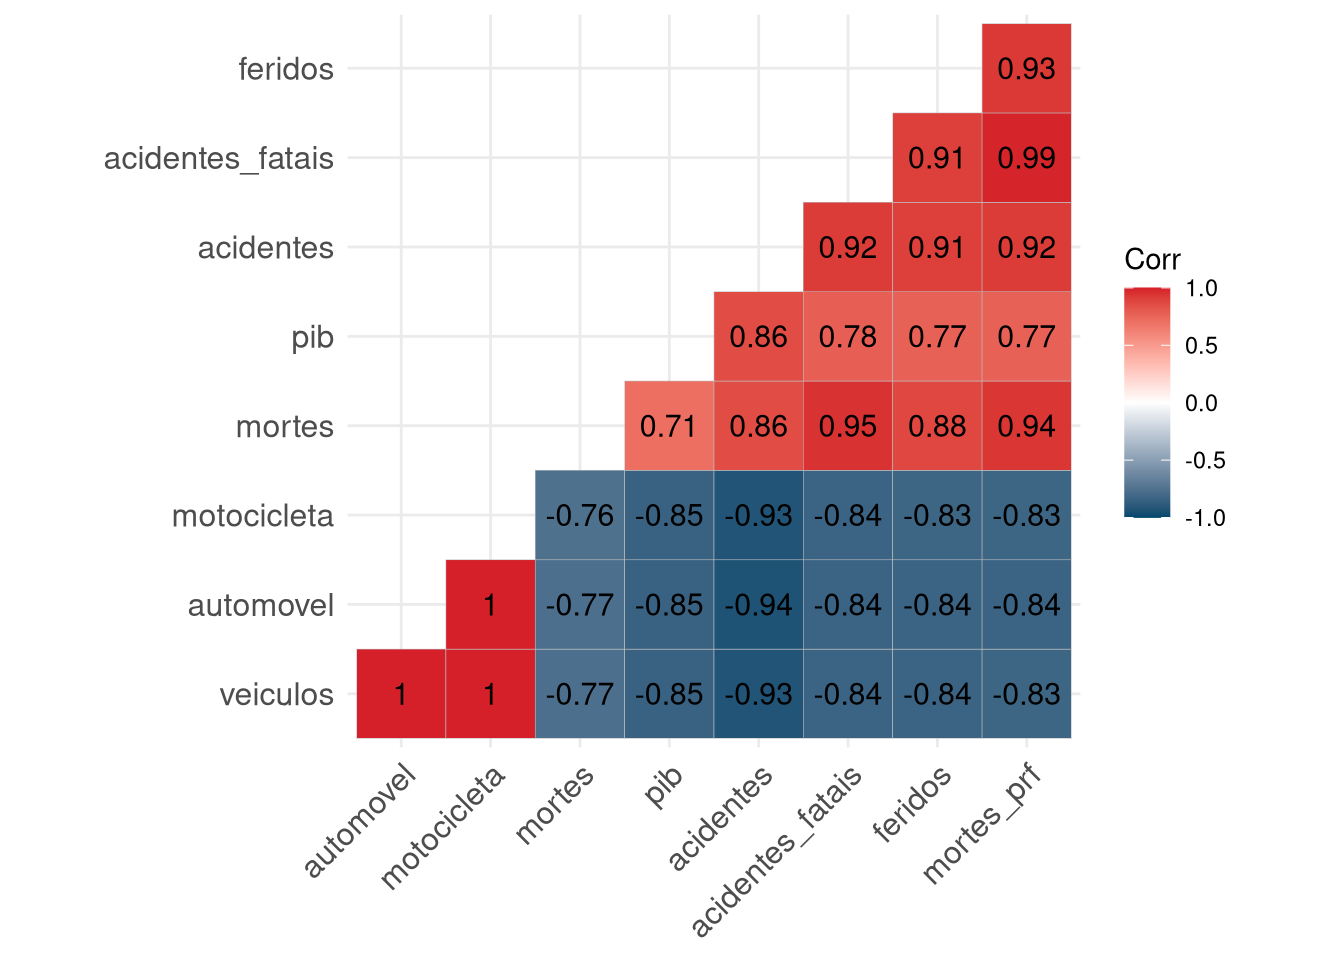 feridos 0.93
acidentes_fatais 0.91 0.99
acidentes 0.92 0.91 0.92
pib 0.86 0.78 0.77 0.77
mortes 0.71 0.86 0.95 0.88 0.94
motocicleta -0.76 -0.85 -0.93 -0.84 -0.83 -0.83
automovel 1 -0.77 -0.85 -0.94 -0.84 -0.84 -0.84
veiculos 1 1 -0.77 -0.85 -0.93 -0.84 -0.84 -0.83
automovel
motocicleta
mortes
pib
acidentes
acidentes_fatais
feridos
mortes_prf
Corr
1.0
0.5
0.0
-0.5
-1.0